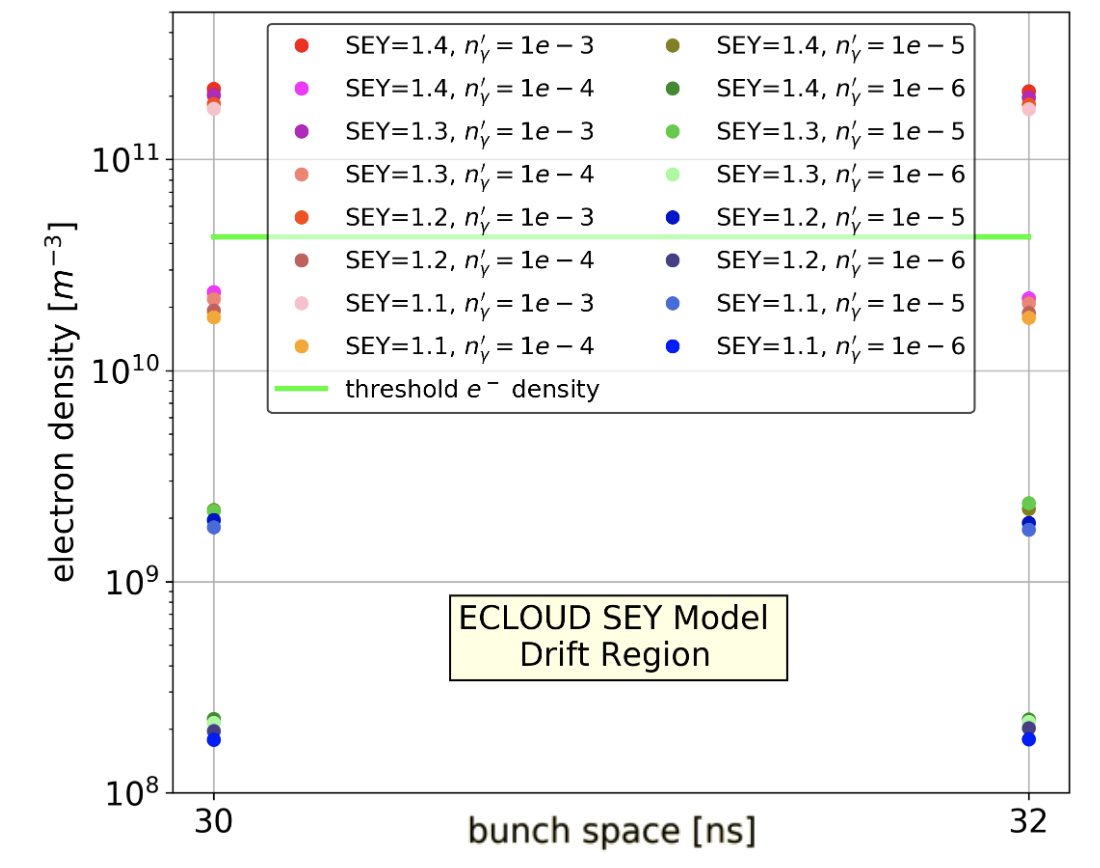 SEY=1.4, n′γ = 1e − 3
SEY=1.4, n′γ = 1e − 4
SEY=1.3, n′γ = 1e − 3
SEY=1.3, n′γ = 1e − 4
SEY=1.2, n′γ = 1e − 3
SEY=1.2, n′γ = 1e − 4
SEY=1.1, n′γ = 1e − 3
SEY=1.1, n′γ = 1e − 4
threshold e⁻ density
SEY=1.4, n′γ = 1e − 5
SEY=1.4, n′γ = 1e − 6
SEY=1.3, n′γ = 1e − 5
SEY=1.3, n′γ = 1e − 6
SEY=1.2, n′γ = 1e − 5
SEY=1.2, n′γ = 1e − 6
SEY=1.1, n′γ = 1e − 5
SEY=1.1, n′γ = 1e − 6
10¹¹
10¹⁰
10⁹
10⁸
electron density [m⁻³]
ECLOUD SEY Model
Drift Region
30
32
bunch space [ns]